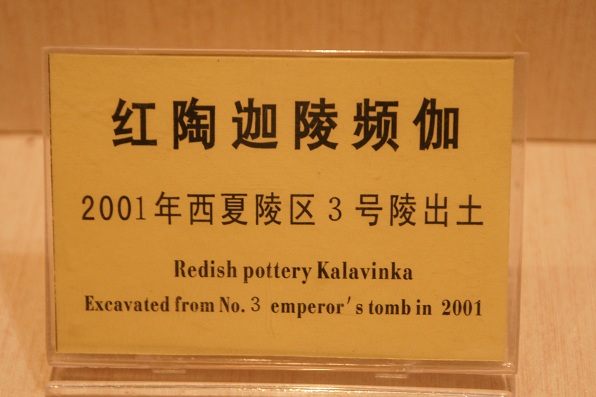 红陶迦陵频伽
2001年西夏陵区3号陵出土
Redish pottery Kalavinka
Excavated from No. 3 emperor's tomb in 2001